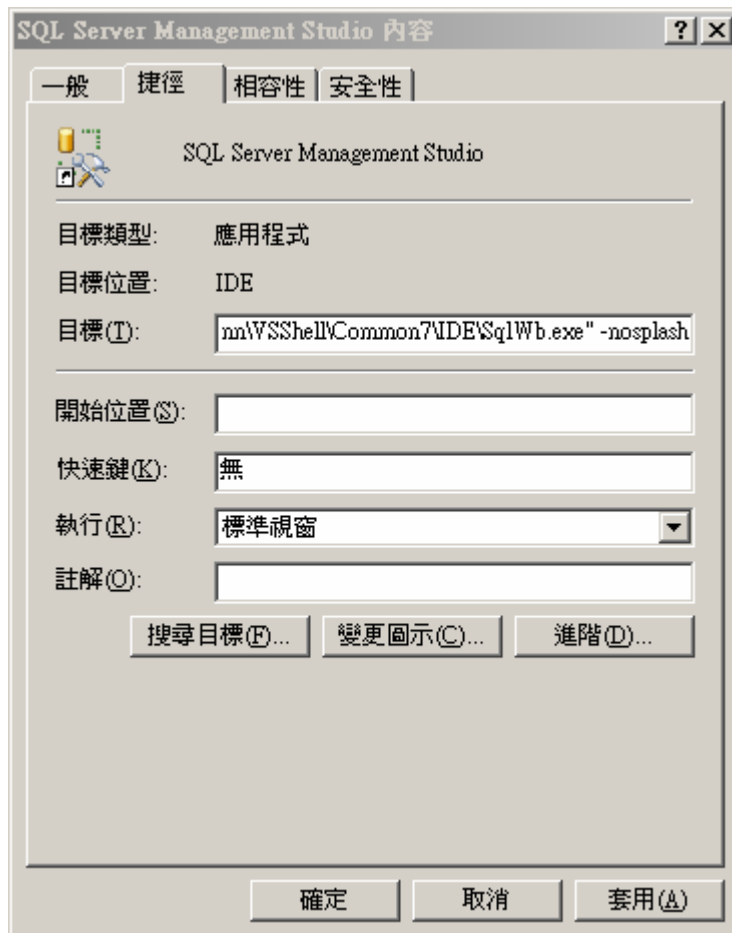 SQL Server Management Studio 內容
一般 捷徑 相容性 安全性
SQL Server Management Studio
目標類型: 應用程式
目標位置: IDE
目標(T): nn\VSShell\Common7\IDE\SqlWb.exe" -nosplash
開始位置(S):
快速鍵(K): 無
執行(R): 標準視窗
註解(O):
搜尋目標(F)... 變更圖示(C)... 進階(D)...
確定 取消 套用(A)